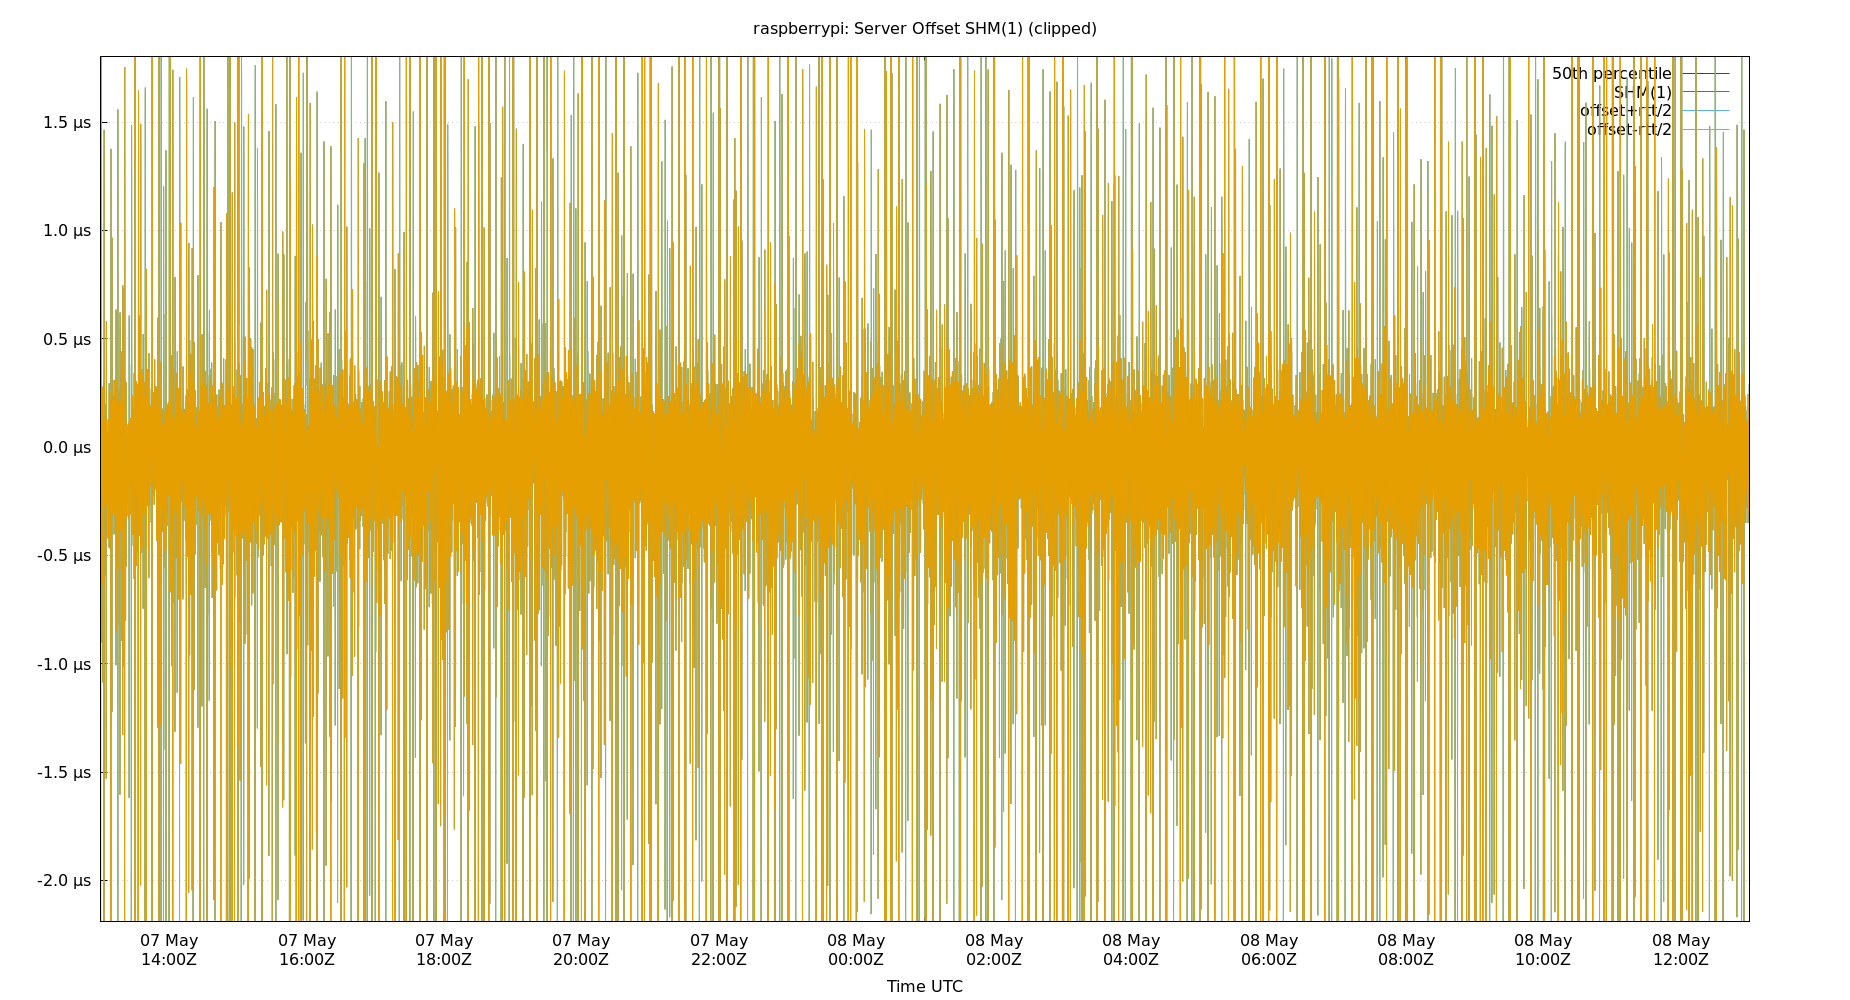 raspberrypi: Server Offset SHM(1) (clipped)
50th percentile
SHM(1)
offset+rtt/2
offset-rtt/2
1.5 µs
1.0 µs
0.5 µs
0.0 µs
-0.5 µs
-1.0 µs
-1.5 µs
-2.0 µs
07 May 07 May 07 May 07 May 07 May 08 May 08 May 08 May 08 May 08 May 08 May 08 May
14:00Z 16:00Z 18:00Z 20:00Z 22:00Z 00:00Z 02:00Z 04:00Z 06:00Z 08:00Z 10:00Z 12:00Z
Time UTC